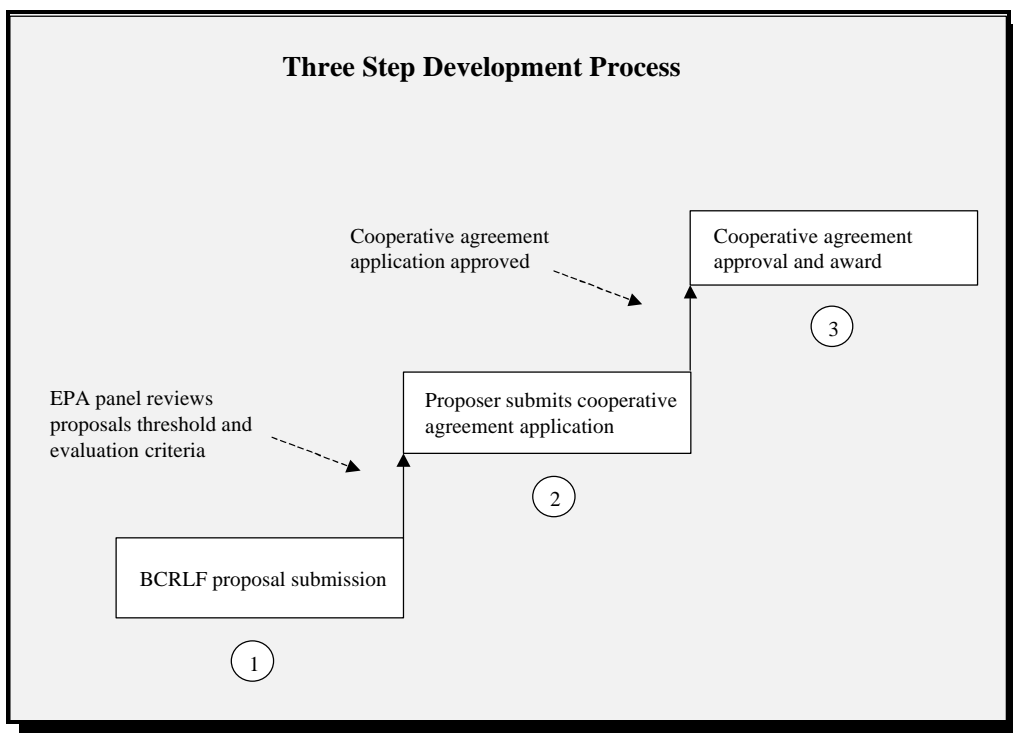 Three Step Development Process
Cooperative agreement
application approved
Cooperative agreement
approval and award
3
EPA panel reviews
proposals threshold and
evaluation criteria
Proposer submits cooperative
agreement application
2
BCRLF proposal submission
1